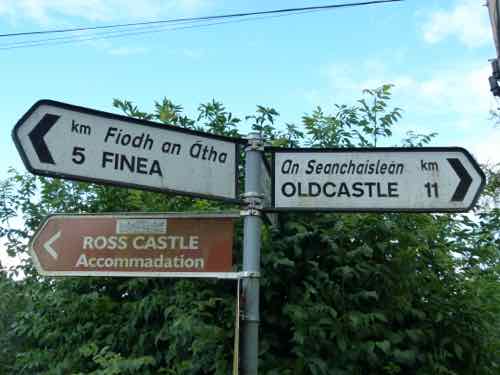 km Fiodh an Átha
5 FINEA
An Seanchaisleán km
OLDCASTLE 11
ROSS CASTLE
Accommodation